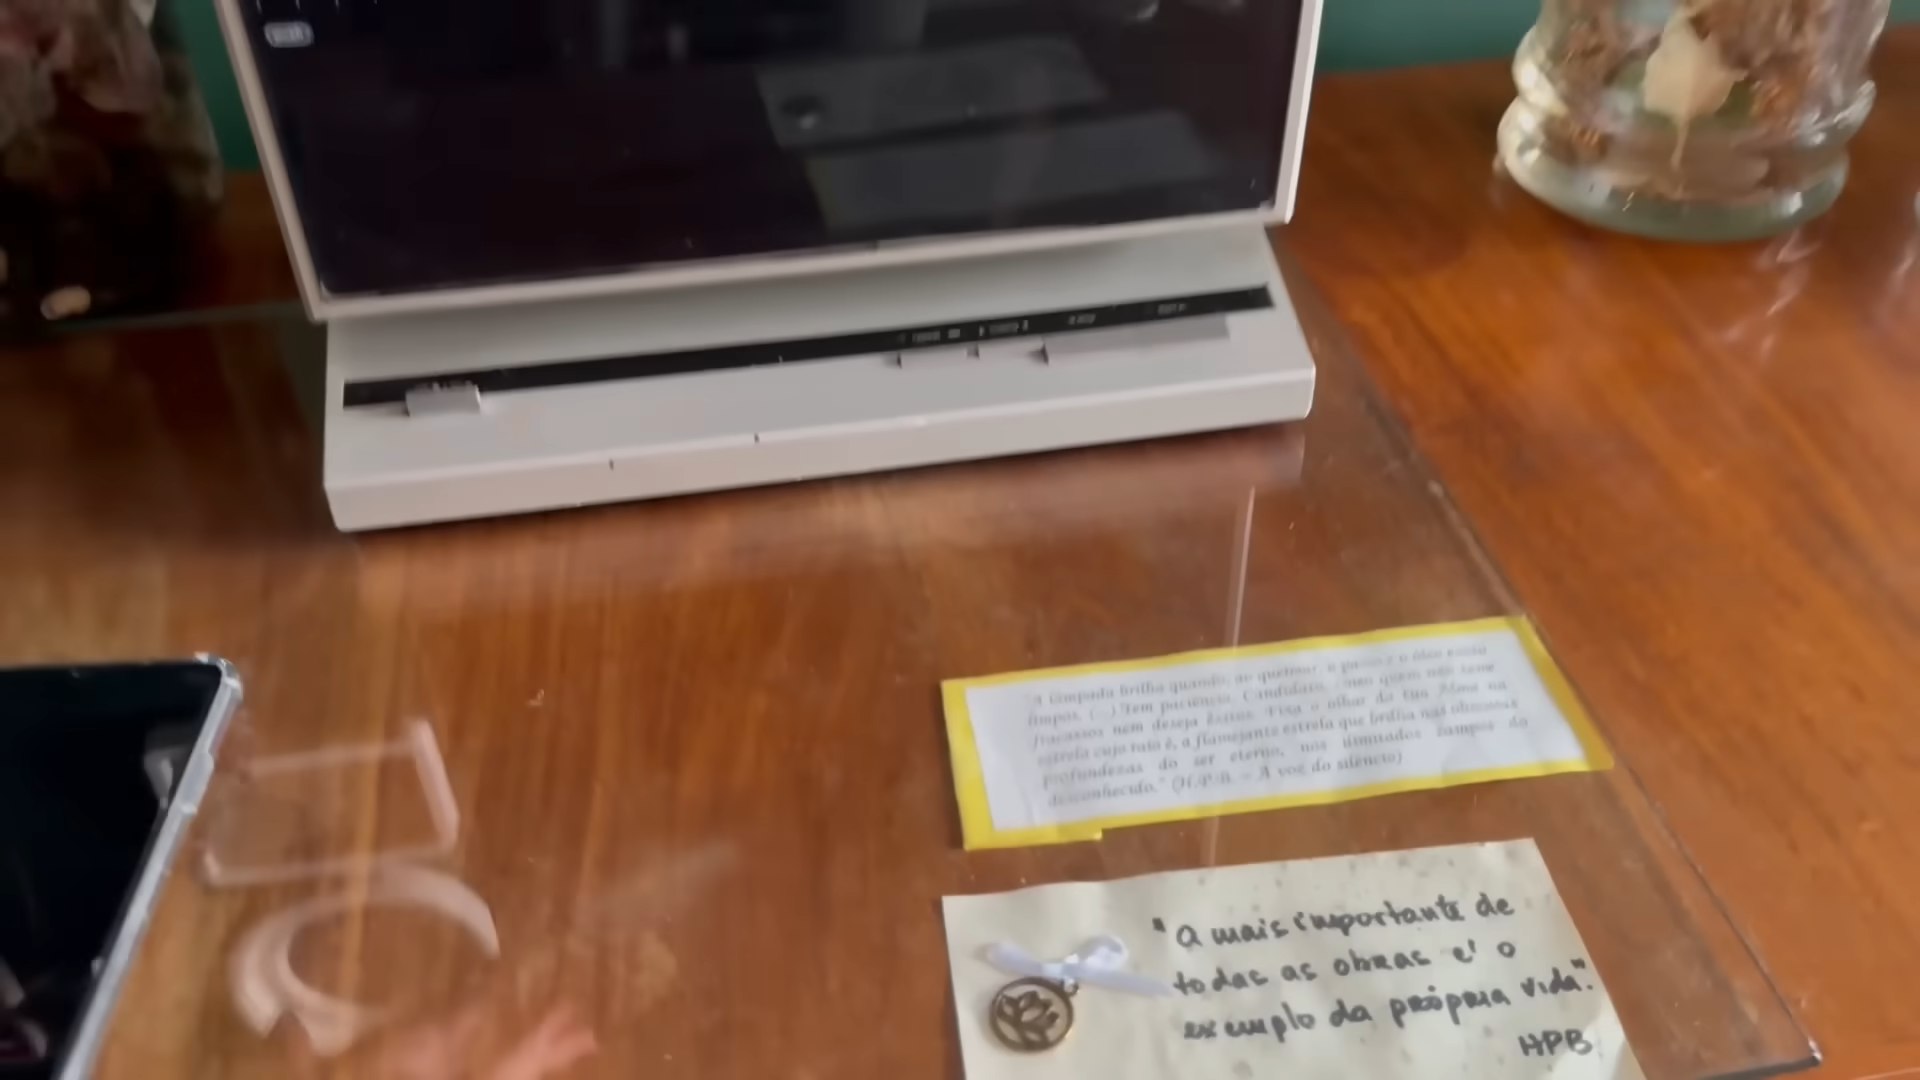 "A lâmpada brilha quando, ao queimar, o pavio e o óleo estão
limpos. (...) Tem paciência, Candidato, como quem não teme
fracassos nem deseja êxitos. Fixa o olhar de tua Alma na
estrela cujo raio é, a flamejante estrela que brilha nas obscuras
profundezas do ser eterno, nos ilimitados campos do
desconhecido." (H.P.B. – A voz do silêncio)
"a mais importante de
todas as obras e' o
exemplo da própria vida".
HPB